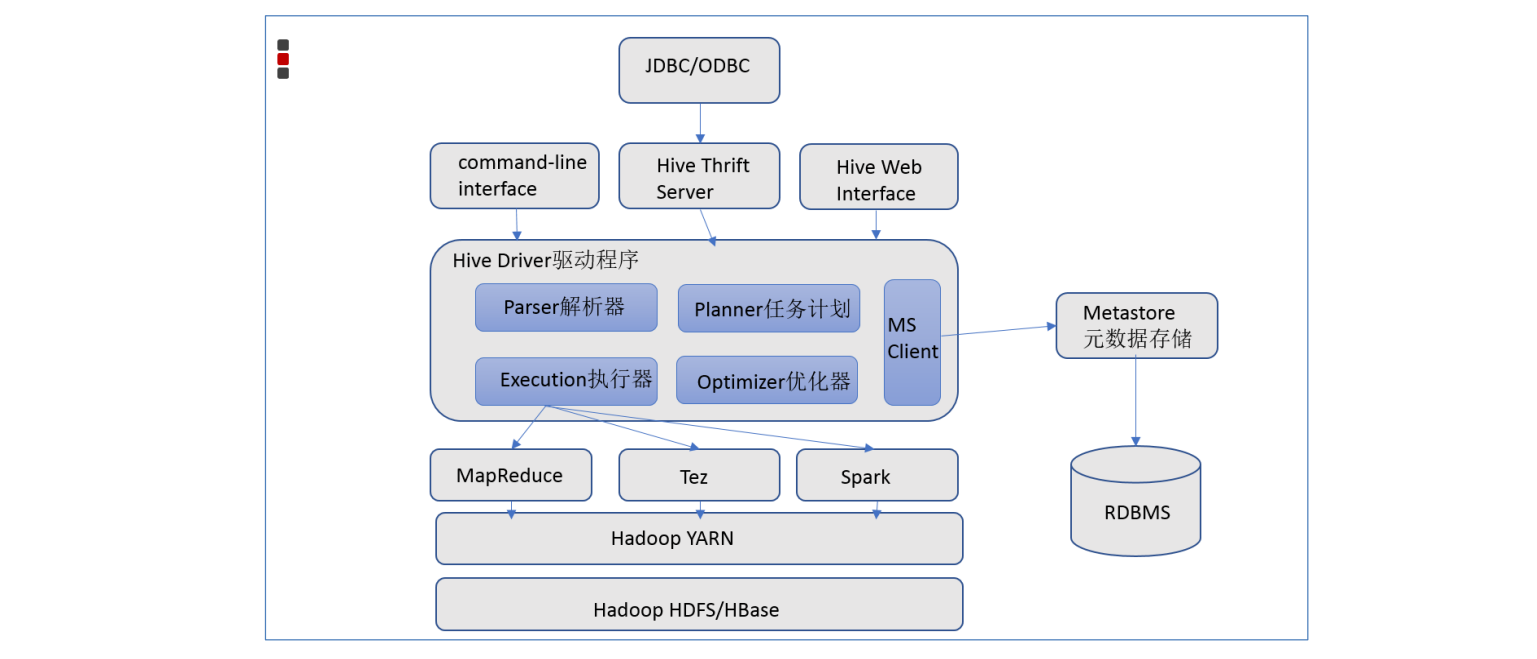 JDBC/ODBC
command-line
interface
Hive Thrift
Server
Hive Web
Interface
Hive Driver驱动程序
Parser解析器
Planner任务计划
MS
Client
Execution执行器
Optimizer优化器
Metastore
元数据存储
MapReduce
Tez
Spark
RDBMS
Hadoop YARN
Hadoop HDFS/HBase